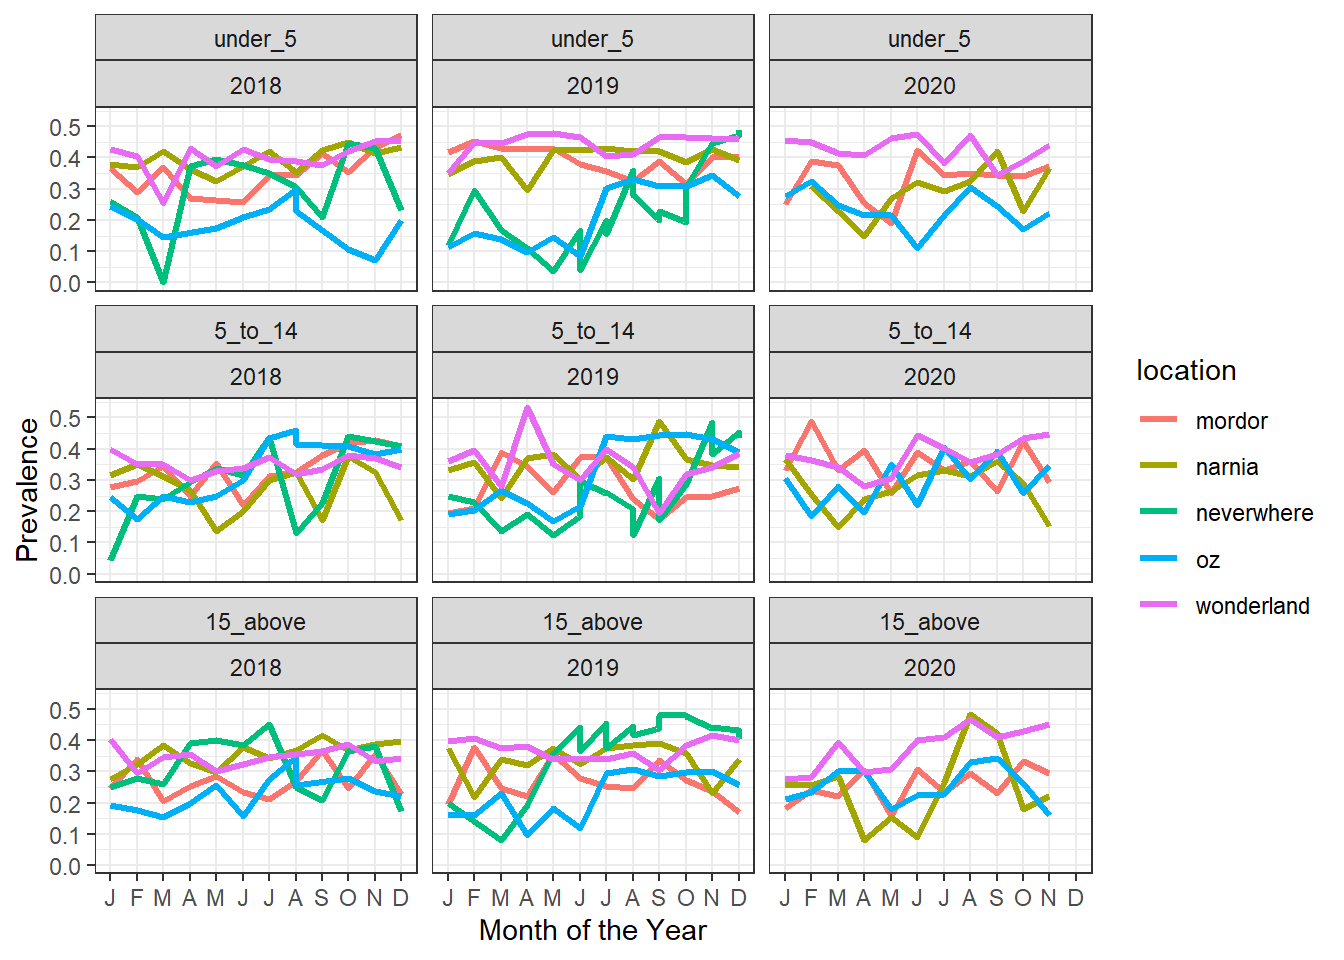 under_5 under_5 under_5
2018 2019 2020
0.5
0.4
0.3
0.2
0.1
0.0
5_to_14 5_to_14 5_to_14
2018 2019 2020
0.5
0.4
0.3
0.2
0.1
0.0
15_above 15_above 15_above
2018 2019 2020
0.5
0.4
0.3
0.2
0.1
0.0
J F M A M J J A S O N D J F M A M J J A S O N D J F M A M J J A S O N D
Month of the Year
Prevalence
location
mordor
narnia
neverwhere
oz
wonderland